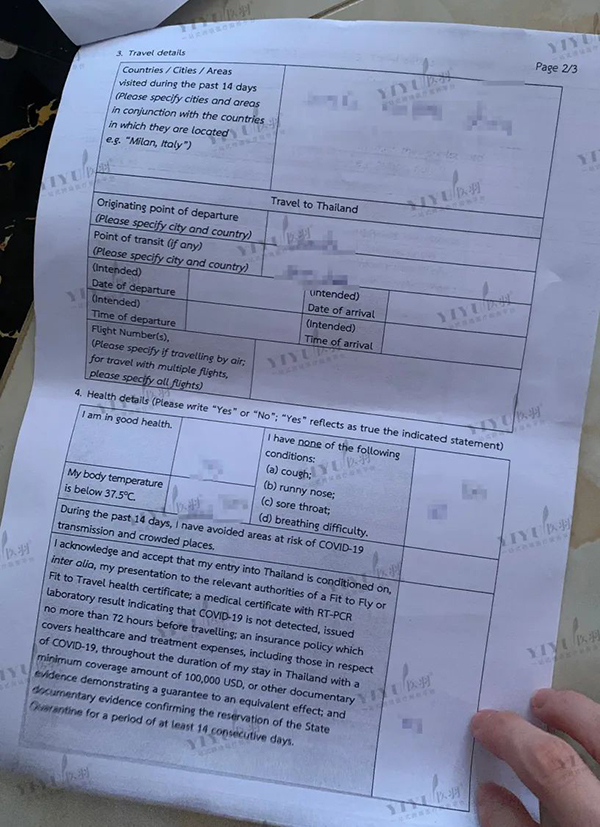 3. Travel details
Page 2/3
Countries / Cities / Areas
visited during the past 14 days
(Please specify cities and areas
in conjunction with the countries
in which they are located
e.g. "Milan, Italy")
Travel to Thailand
Originating point of departure
(Please specify city and country)
Point of transit (if any)
(Please specify city and country)
(Intended)
Date of departure
(Intended)
Date of arrival
(Intended)
Time of departure
(Intended)
Time of arrival
Flight Number(s),
(Please specify if travelling by air;
for travel with multiple flights,
please specify all flights)
4. Health details (Please write "Yes" or "No"; "Yes" reflects as true the indicated statement)
I am in good health.
I have none of the following
conditions:
(a) cough;
(b) runny nose;
(c) sore throat;
(d) breathing difficulty.
My body temperature
is below 37.5°C.
During the past 14 days, I have avoided areas at risk of COVID-19
transmission and crowded places.
I acknowledge and accept that my entry into Thailand is conditioned on,
inter alia, my presentation to the relevant authorities of a Fit to Fly or
Fit to Travel health certificate; a medical certificate with RT-PCR
laboratory result indicating that COVID-19 is not detected, issued
no more than 72 hours before travelling; an insurance policy which
covers healthcare and treatment expenses, including those in respect
of COVID-19, throughout the duration of my stay in Thailand with a
minimum coverage amount of 100,000 USD, or other documentary
evidence demonstrating a guarantee to an equivalent effect; and
documentary evidence confirming the reservation of the State
Quarantine for a period of at least 14 consecutive days.
YIYU医羽